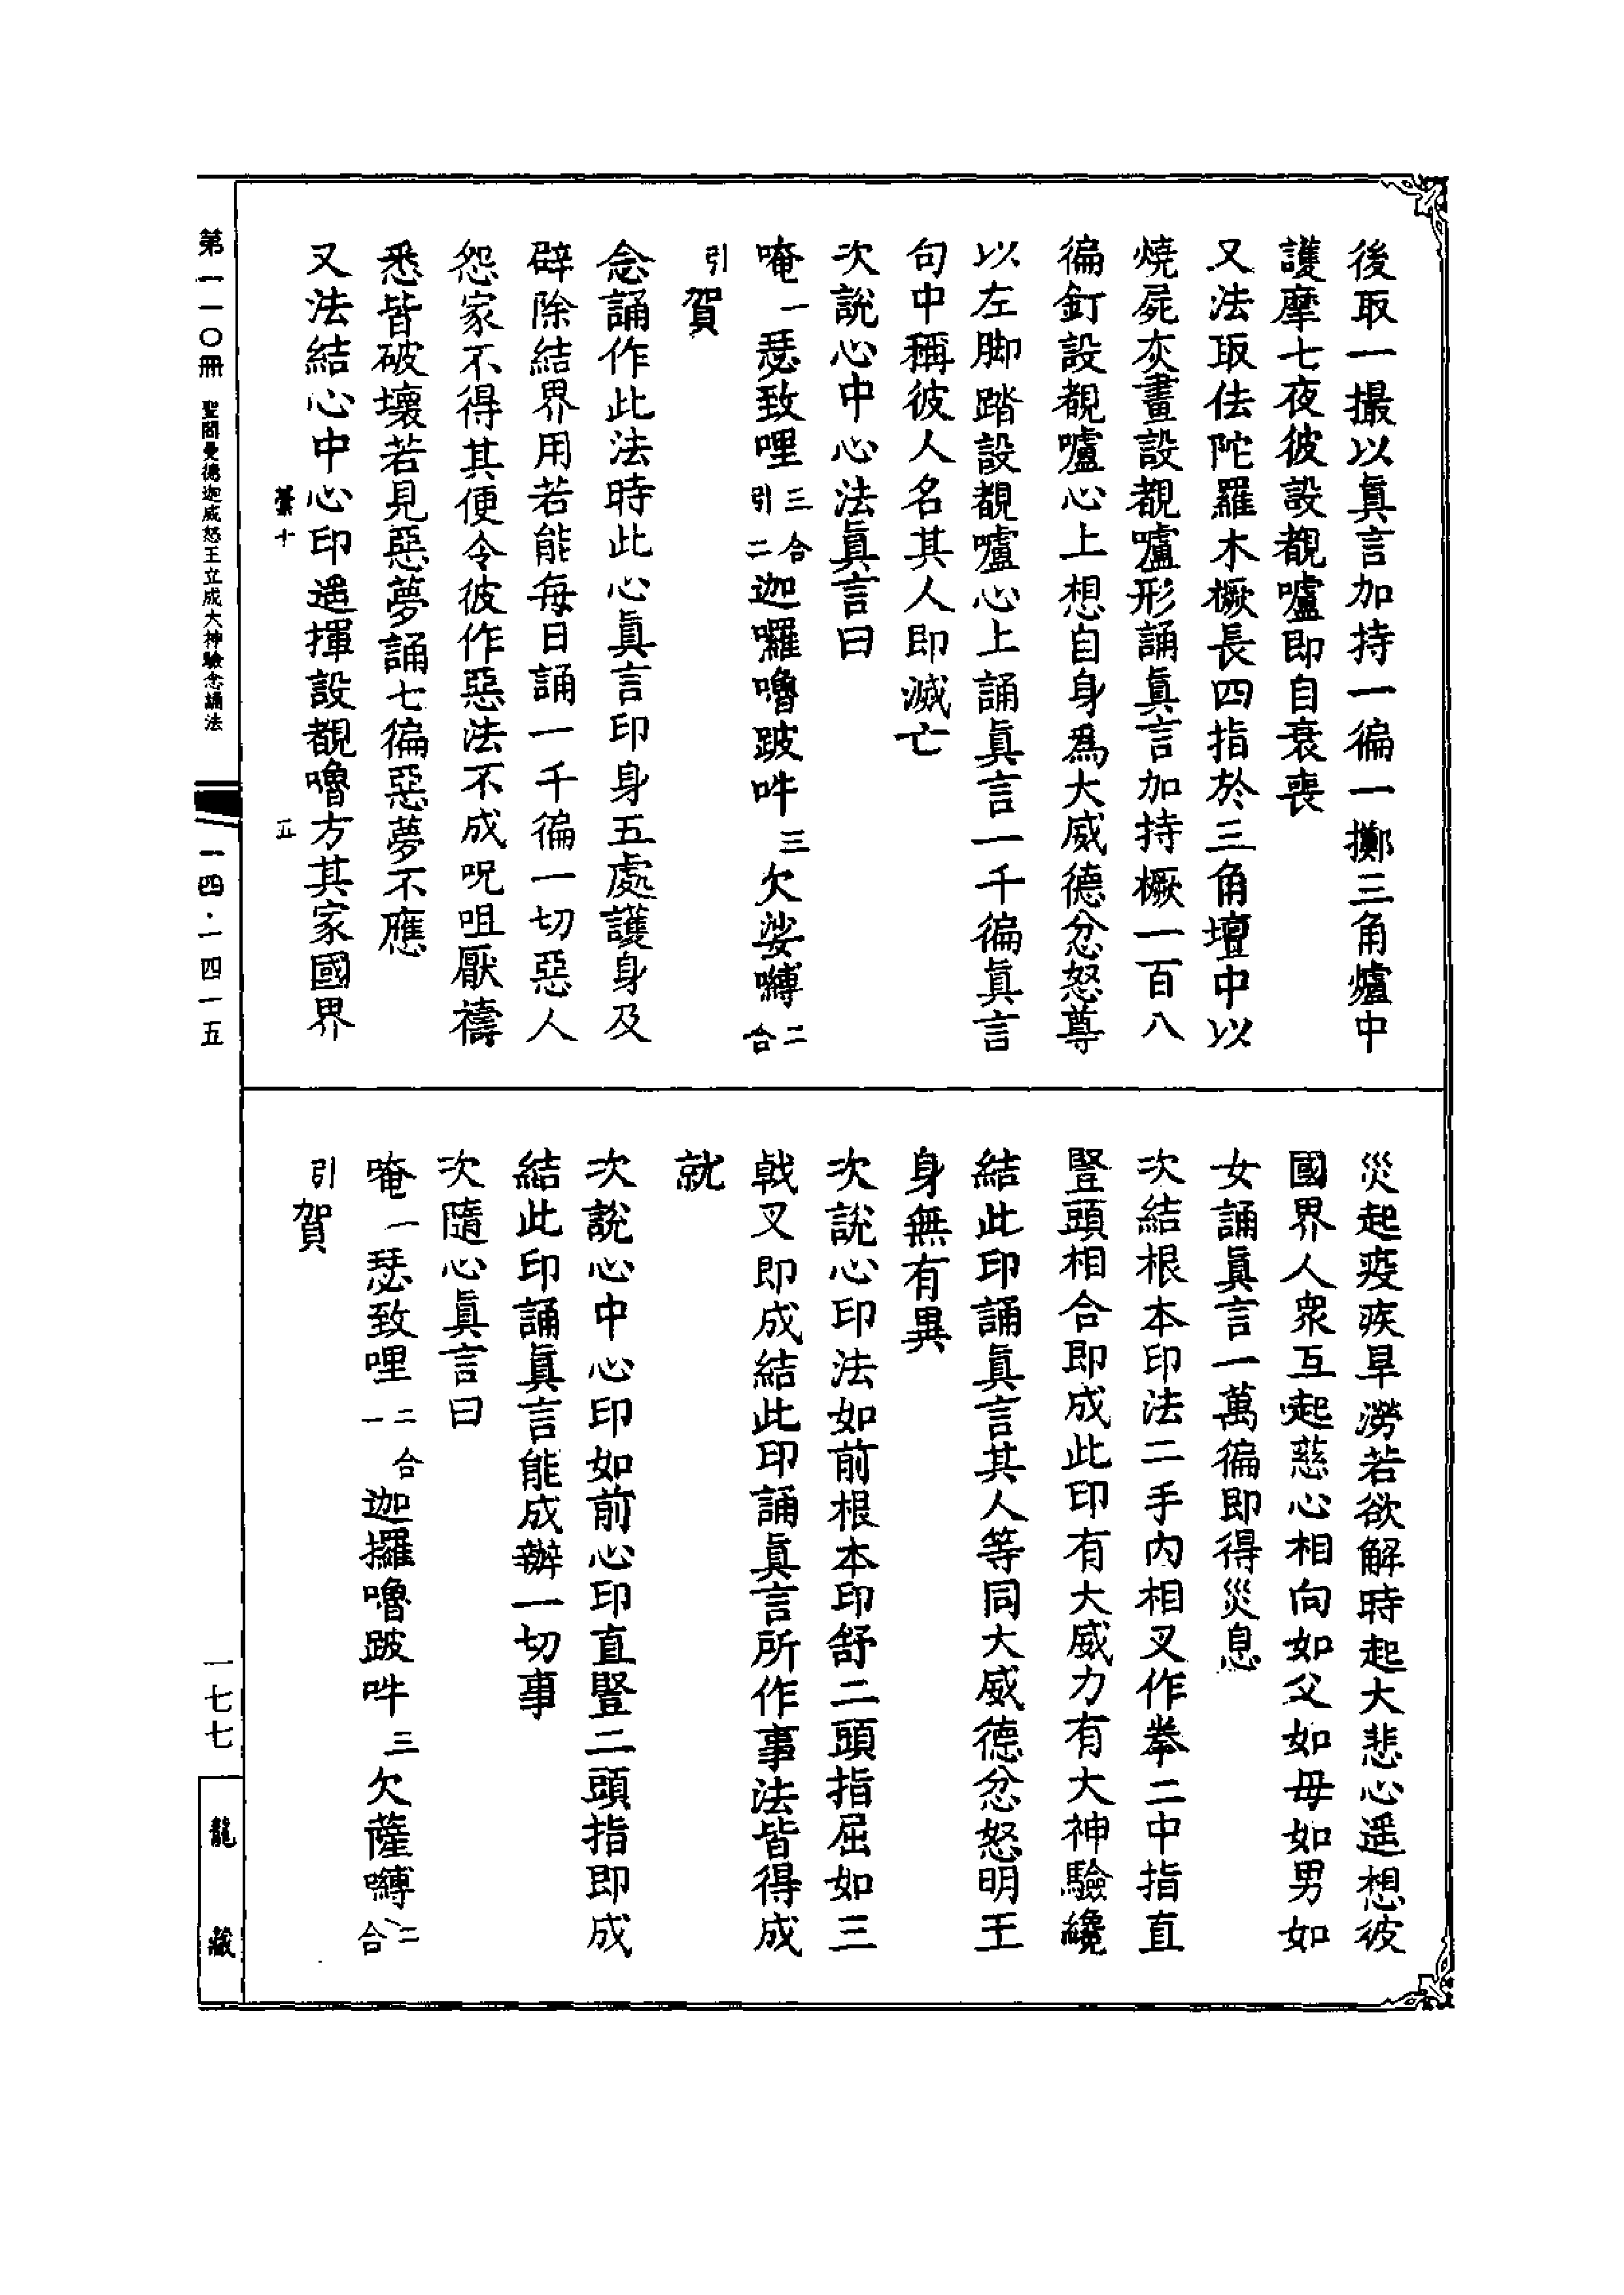 後取一撮以眞言加持一徧一擲三角爐中
護摩七夜彼設覩嚧即自衰喪
又法取佉陀羅木橛長四指於三角壇中以
燒屍灰畫設覩嚧形誦眞言加持橛一百八
徧釘設覩嚧心上想自身爲大威德忿怒尊
以左脚踏設覩嚧心上誦眞言一千徧眞言
句中稱彼人名其人即滅亡
次說心中心法眞言曰
唵一瑟致哩三合引二迦囉嚕跛吽三欠娑嚩二合
引賀
念誦作此法時此心眞言印身五處護身及
辟除結界用若能每日誦一千徧一切惡人
怨家不得其便令彼作惡法不成呪咀厭禱
悉皆破壞若見惡夢誦七徧惡夢不應
又法結心中心印遥揮設覩嚕方其家國界
十 五
災起疫疾旱澇若欲解時起大悲心遥想彼
國界人衆互起慈心相向如父如母如男如
女誦眞言一萬徧即得災息
次結根本印法二手內相叉作拳二中指直
豎頭相合即成此印有大威力有大神驗纔
結此印誦眞言其人等同大威德忿怒明王
身無有異
次說心印法如前根本印舒二頭指屈如三
戟叉即成結此印誦眞言所作事法皆得成
就
次說心中心印如前心印直豎二頭指即成
結此印誦眞言能成辦一切事
次隨心眞言曰
唵一瑟致哩二合一迦攞嚕跛吽三欠薩嚩二合
引賀
第一一〇冊 聖閻曼德迦威怒王立成大神驗念誦法
一四·一四一五
一七七
龍藏